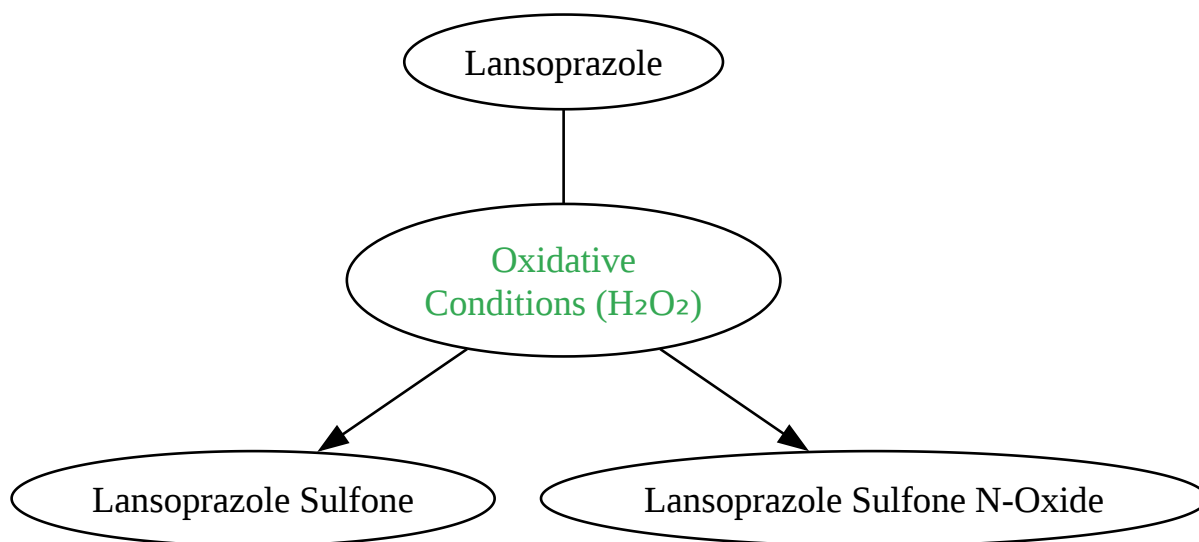 Lansoprazole
Oxidative
Conditions (H₂O₂)
Lansoprazole Sulfone
Lansoprazole Sulfone N-Oxide